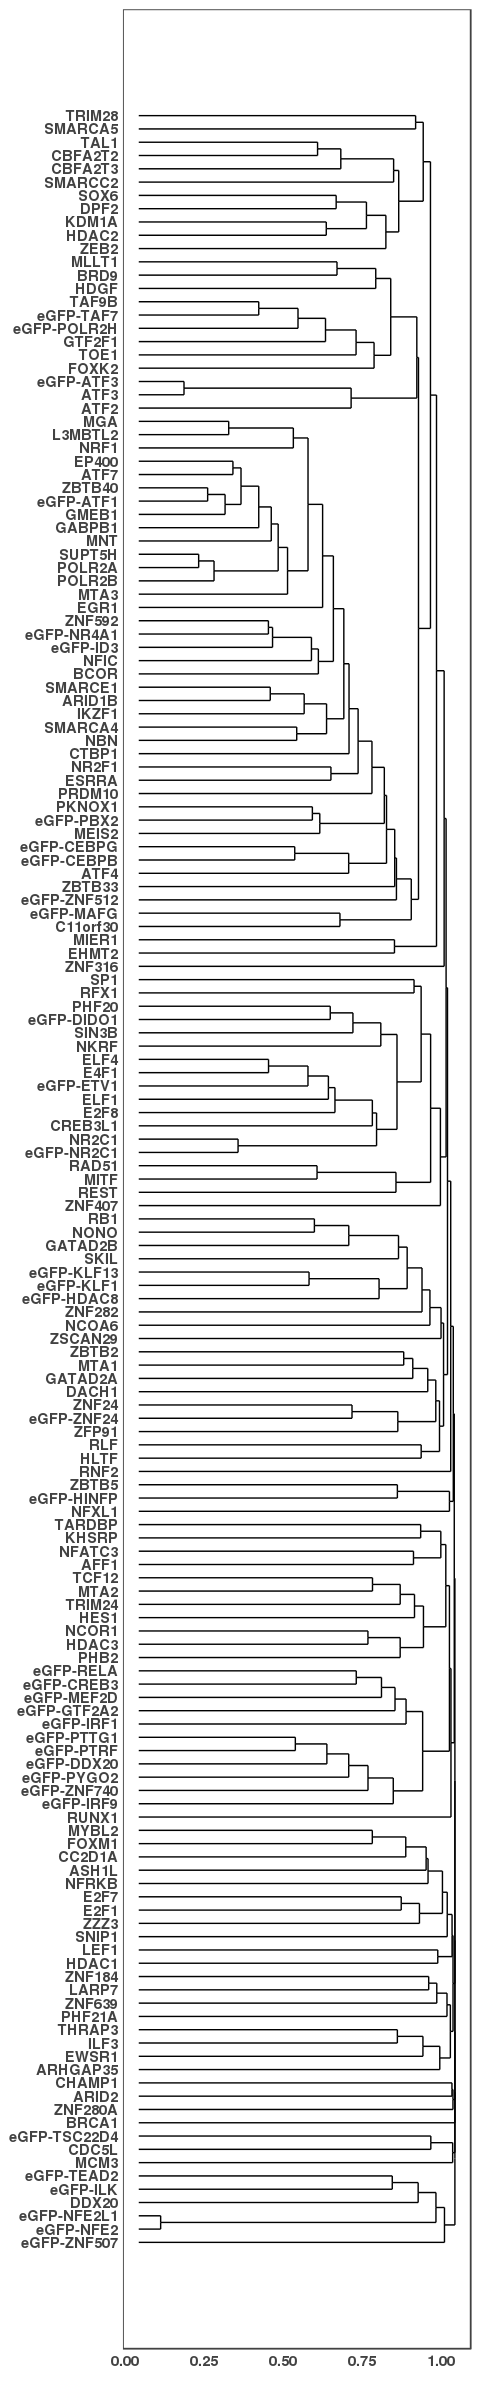 TRIM28
SMARCA5
TAL1
CBFA2T2
CBFA2T3
SMARCC2
SOX6
DPF2
KDM1A
HDAC2
ZEB2
MLLT1
BRD9
HDGF
TAF9B
eGFP-TAF7
eGFP-POLR2H
GTF2F1
TOE1
FOXK2
eGFP-ATF3
ATF3
ATF2
MGA
L3MBTL2
NRF1
EP400
ATF7
ZBTB40
eGFP-ATF1
GMEB1
GABPB1
MNT
SUPT5H
POLR2A
POLR2B
MTA3
EGR1
ZNF592
eGFP-NR4A1
eGFP-ID3
NFIC
BCOR
SMARCE1
ARID1B
IKZF1
SMARCA4
NBN
CTBP1
NR2F1
ESRRA
PRDM10
PKNOX1
eGFP-PBX2
MEIS2
eGFP-CEBPG
eGFP-CEBPB
ATF4
ZBTB33
eGFP-ZNF512
eGFP-MAFG
C11orf30
MIER1
EHMT2
ZNF316
SP1
RFX1
PHF20
eGFP-DIDO1
SIN3B
NKRF
ELF4
E4F1
eGFP-ETV1
ELF1
E2F8
CREB3L1
NR2C1
eGFP-NR2C1
RAD51
MITF
REST
ZNF407
RB1
NONO
GATAD2B
SKIL
eGFP-KLF13
eGFP-KLF1
eGFP-HDAC8
ZNF282
NCOA6
ZSCAN29
ZBTB2
MTA1
GATAD2A
DACH1
ZNF24
eGFP-ZNF24
ZFP91
RLF
HLTF
RNF2
ZBTB5
eGFP-HINFP
NFXL1
TARDBP
KHSRP
NFATC3
AFF1
TCF12
MTA2
TRIM24
HES1
NCOR1
HDAC3
PHB2
eGFP-RELA
eGFP-CREB3
eGFP-MEF2D
eGFP-GTF2A2
eGFP-IRF1
eGFP-PTTG1
eGFP-PTRF
eGFP-DDX20
eGFP-PYGO2
eGFP-ZNF740
eGFP-IRF9
RUNX1
MYBL2
FOXM1
CC2D1A
ASH1L
NFRKB
E2F7
E2F1
ZZZ3
SNIP1
LEF1
HDAC1
ZNF184
LARP7
ZNF639
PHF21A
THRAP3
ILF3
EWSR1
ARHGAP35
CHAMP1
ARID2
ZNF280A
BRCA1
eGFP-TSC22D4
CDC5L
MCM3
eGFP-TEAD2
eGFP-ILK
DDX20
eGFP-NFE2L1
eGFP-NFE2
eGFP-ZNF507
0.00 0.25 0.50 0.75 1.00